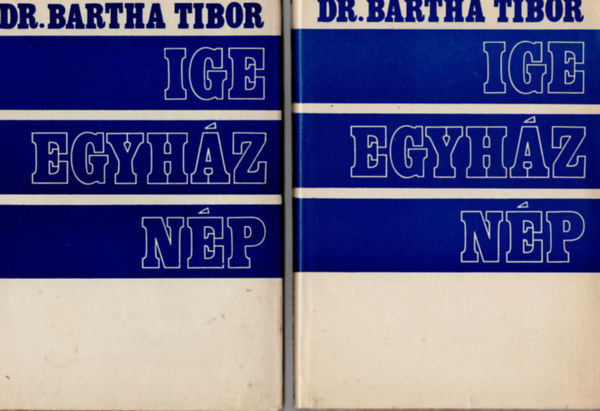 DR. BARTHA TIBOR
IGE
EGYHÁZ
NÉP
DR. BARTHA TIBOR
IGE
EGYHÁZ
NÉP